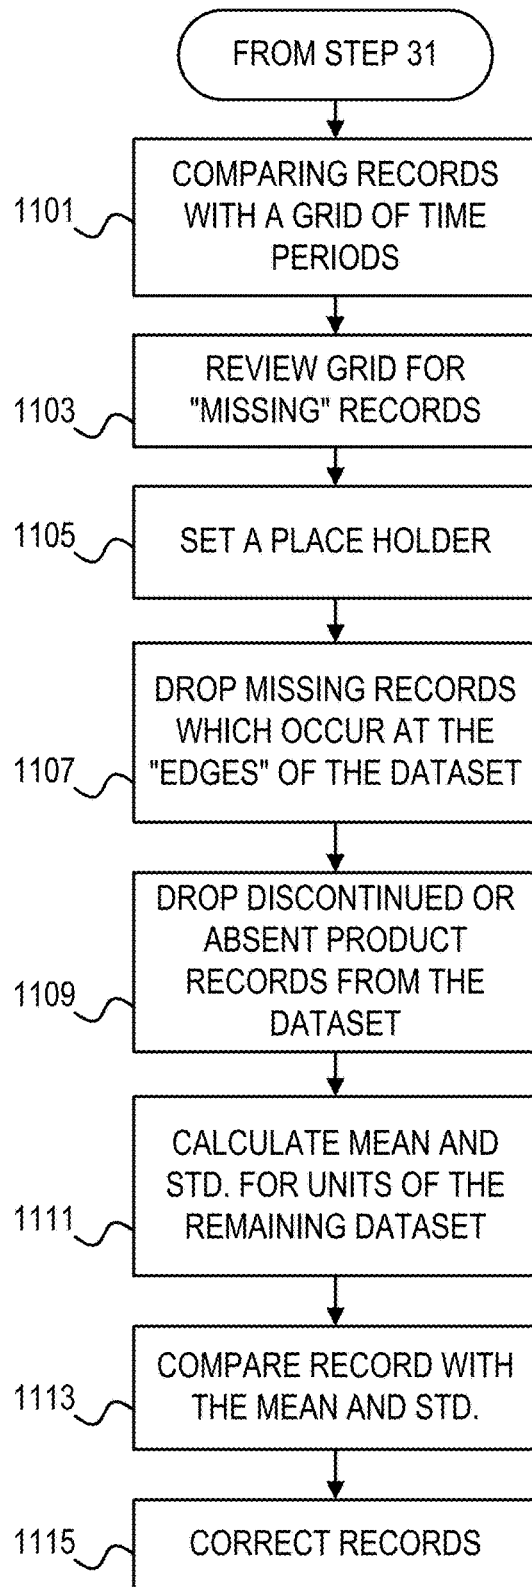 FROM STEP 31
1101
COMPARING RECORDS
WITH A GRID OF TIME
PERIODS
1103
REVIEW GRID FOR
"MISSING" RECORDS
1105
SET A PLACE HOLDER
1107
DROP MISSING RECORDS
WHICH OCCUR AT THE
"EDGES" OF THE DATASET
1109
DROP DISCONTINUED OR
ABSENT PRODUCT
RECORDS FROM THE
DATASET
1111
CALCULATE MEAN AND
STD. FOR UNITS OF THE
REMAINING DATASET
1113
COMPARE RECORD WITH
THE MEAN AND STD.
1115
CORRECT RECORDS